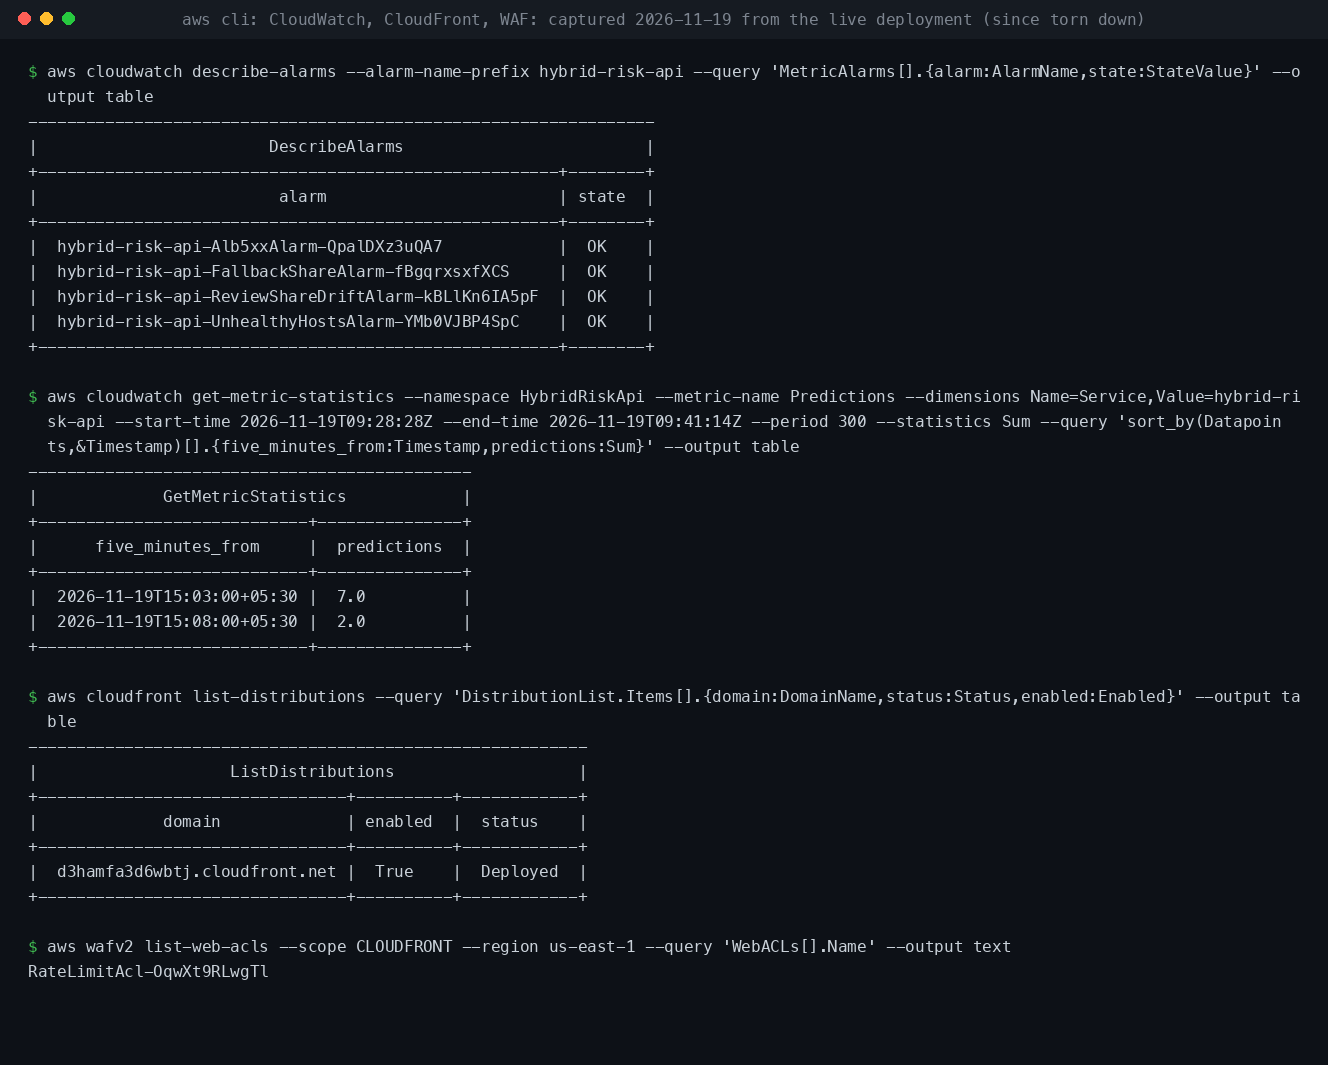 aws cli: CloudWatch, CloudFront, WAF: captured 2026-11-19 from the live deployment (since torn down)
$ aws cloudwatch describe-alarms --alarm-name-prefix hybrid-risk-api --query 'MetricAlarms[].{alarm:AlarmName,state:StateValue}' --o
utput table
-----------------------------------------------------------------
|                        DescribeAlarms                         |
+------------------------------------------------------+--------+
|                         alarm                        | state  |
+------------------------------------------------------+--------+
|  hybrid-risk-api-Alb5xxAlarm-QpalDXz3uQA7            |  OK    |
|  hybrid-risk-api-FallbackShareAlarm-fBgqrxsxfXCS     |  OK    |
|  hybrid-risk-api-ReviewShareDriftAlarm-kBLlKn6IA5pF  |  OK    |
|  hybrid-risk-api-UnhealthyHostsAlarm-YMb0VJBP4SpC    |  OK    |
+------------------------------------------------------+--------+
$ aws cloudwatch get-metric-statistics --namespace HybridRiskApi --metric-name Predictions --dimensions Name=Service,Value=hybrid-ri
sk-api --start-time 2026-11-19T09:28:28Z --end-time 2026-11-19T09:41:14Z --period 300 --statistics Sum --query 'sort_by(Datapoin
ts,&Timestamp)[].{five_minutes_from:Timestamp,predictions:Sum}' --output table
----------------------------------------------
|             GetMetricStatistics            |
+----------------------------+---------------+
|      five_minutes_from     |  predictions  |
+----------------------------+---------------+
|  2026-11-19T15:03:00+05:30 |  7.0          |
|  2026-11-19T15:08:00+05:30 |  2.0          |
+----------------------------+---------------+
$ aws cloudfront list-distributions --query 'DistributionList.Items[].{domain:DomainName,status:Status,enabled:Enabled}' --output ta
ble
----------------------------------------------------------
|                    ListDistributions                   |
+--------------------------------+----------+------------+
|             domain             | enabled  |  status    |
+--------------------------------+----------+------------+
|  d3hamfa3d6wbtj.cloudfront.net |  True    |  Deployed  |
+--------------------------------+----------+------------+
$ aws wafv2 list-web-acls --scope CLOUDFRONT --region us-east-1 --query 'WebACLs[].Name' --output text
RateLimitAcl-OqwXt9RLwgTl